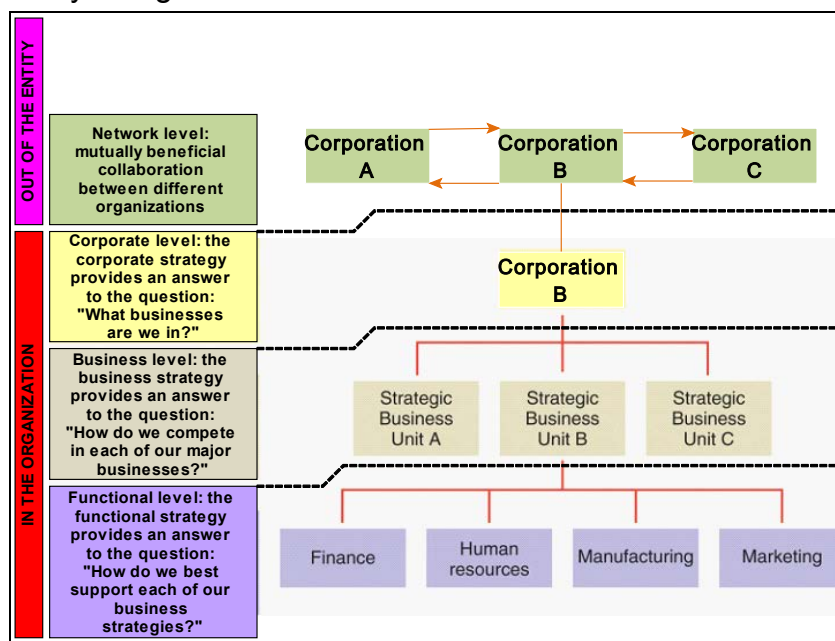 OUT OF THE ENTITY
Network level:
mutually beneficial
collaboration
between different
organizations
Corporation
A
Corporation
B
Corporation
C
IN THE ORGANIZATION
Corporate level: the
corporate strategy
provides an answer
to the question:
"What businesses
are we in?"
Corporation
B
Business level: the
business strategy
provides an answer
to the question:
"How do we compete
in each of our major
businesses?"
Strategic
Business
Unit A
Strategic
Business
Unit B
Strategic
Business
Unit C
Functional level: the
functional strategy
provides an answer
to the question:
"How do we best
support each of our
business
strategies?"
Finance
Human
resources
Manufacturing
Marketing